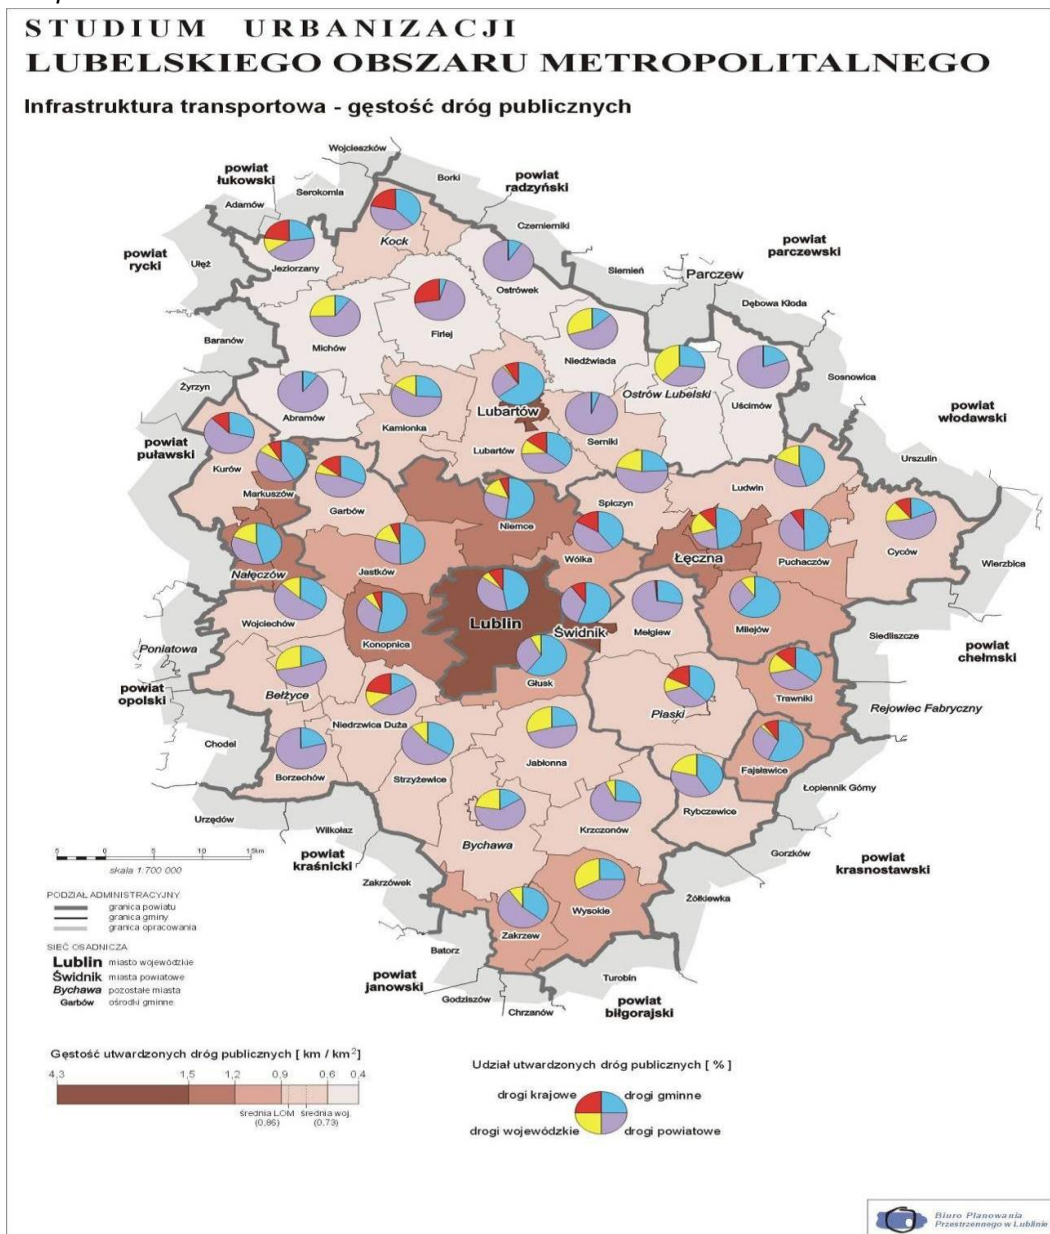 STUDIUM URBANIZACJI
LUBELSKIEGO OBSZARU METROPOLITALNEGO
Infrastruktura transportowa - gęstość dróg publicznych
Wojcieszków
powiat
łukowski
Borki
powiat
radzyński
Serokomla
Adamów
Kock
Czemierniki
powiat
parczewski
powiat
rycki
Ułęż
Jeziorzany
Ostrówek
Siemień
Parczew
Dębowa Kłoda
Baranów
Michów
Firlej
Niedźwiada
Sosnowica
Żyrzyn
Abramów
Kamionka
Lubartów
Ostrów Lubelski
Uścimów
powiat
włodawski
powiat
puławski
Kurów
Lubartów
Serniki
Urszulin
Markuszów
Garbów
Spiczyn
Ludwin
Niemce
Cyców
Nałęczów
Jastków
Wólka
Łęczna
Puchaczów
Wierzbica
Wojciechów
Konopnica
Lublin
Świdnik
Mełgiew
Milejów
Siedliszcze
Poniatowa
powiat
chełmski
powiat
opolski
Bełżyce
Głusk
Trawniki
Rejowiec Fabryczny
Niedrzwica Duża
Piaski
Chodel
Borzechów
Strzyżewice
Jabłonna
Fajsławice
Łopiennik Górny
Urzędów
Wilkołaz
Rybczewice
Krzczonów
powiat
kraśnicki
Bychawa
Gorzków
powiat
krasnostawski
Zakrzówek
Żółkiewka
Wysokie
Zakrzew
Batorz
powiat
janowski
Turobin
Godziszów
Chrzanów
powiat
biłgorajski
5 0 5 10 15km
skala 1:700 000
PODZIAŁ ADMINISTRACYJNY
granica powiatu
granica gminy
granica opracowania
SIEĆ OSADNICZA
Lublin miasto wojewódzkie
Świdnik miasta powiatowe
Bychawa pozostałe miasta
Garbów ośrodki gminne
Gęstość utwardzonych dróg publicznych [ km / km²]
4,3 1,5 1,2 0,9 0,6 0,4
średnia LOM średnia woj.
(0,86) (0,73)
Udział utwardzonych dróg publicznych [ % ]
drogi krajowe drogi gminne
drogi wojewódzkie drogi powiatowe
Biuro Planowania
Przestrzennego w Lublinie